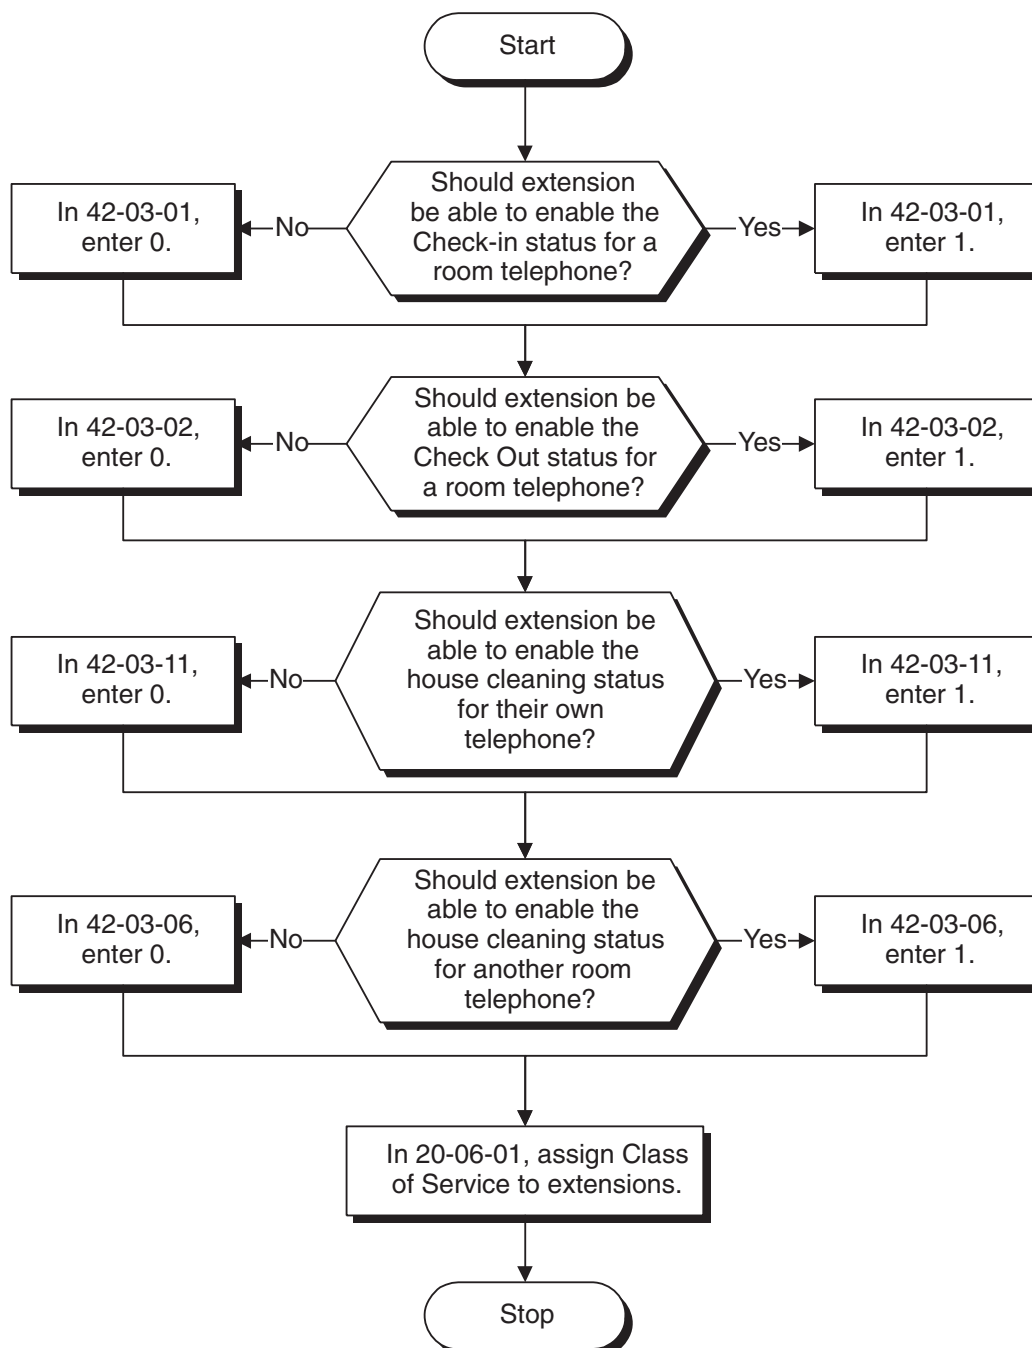 Start
Should extension
be able to enable the
Check-in status for a
room telephone?
No
In 42-03-01,
enter 0.
Yes
In 42-03-01,
enter 1.
Should extension be
able to enable the
Check Out status for
a room telephone?
No
In 42-03-02,
enter 0.
Yes
In 42-03-02,
enter 1.
Should extension be
able to enable the
house cleaning status
for their own
telephone?
No
In 42-03-11,
enter 0.
Yes
In 42-03-11,
enter 1.
Should extension be
able to enable the
house cleaning status
for another room
telephone?
No
In 42-03-06,
enter 0.
Yes
In 42-03-06,
enter 1.
In 20-06-01, assign Class
of Service to extensions.
Stop